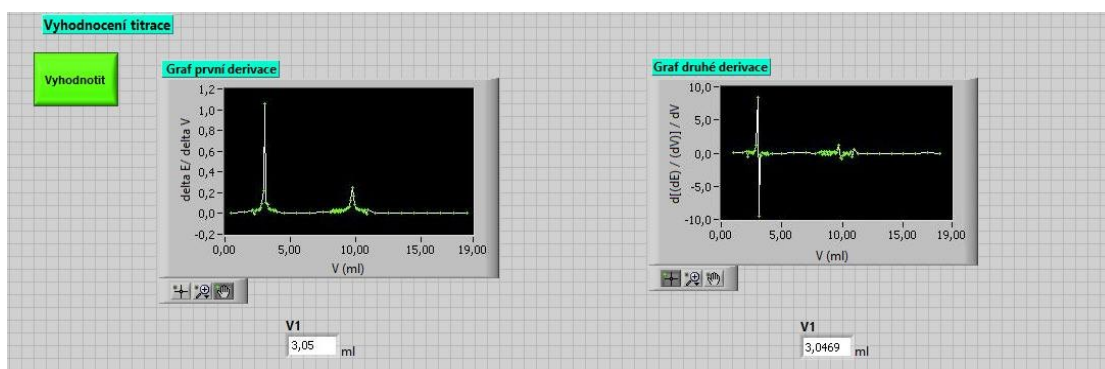 Vyhodnocení titrace
Vyhodnotit
Graf první derivace
delta E/ delta V
1,2
1,0
0,8
0,6
0,4
0,2
0,0
-0,2
0,00 5,00 10,00 15,00 19,00
V (ml)
V1
3,05 ml
Graf druhé derivace
d[(dE) / (dV)] / dV
10,0
5,0
0,0
-5,0
-10,0
0,00 5,00 10,00 15,00 19,00
V (ml)
V1
3,0469 ml